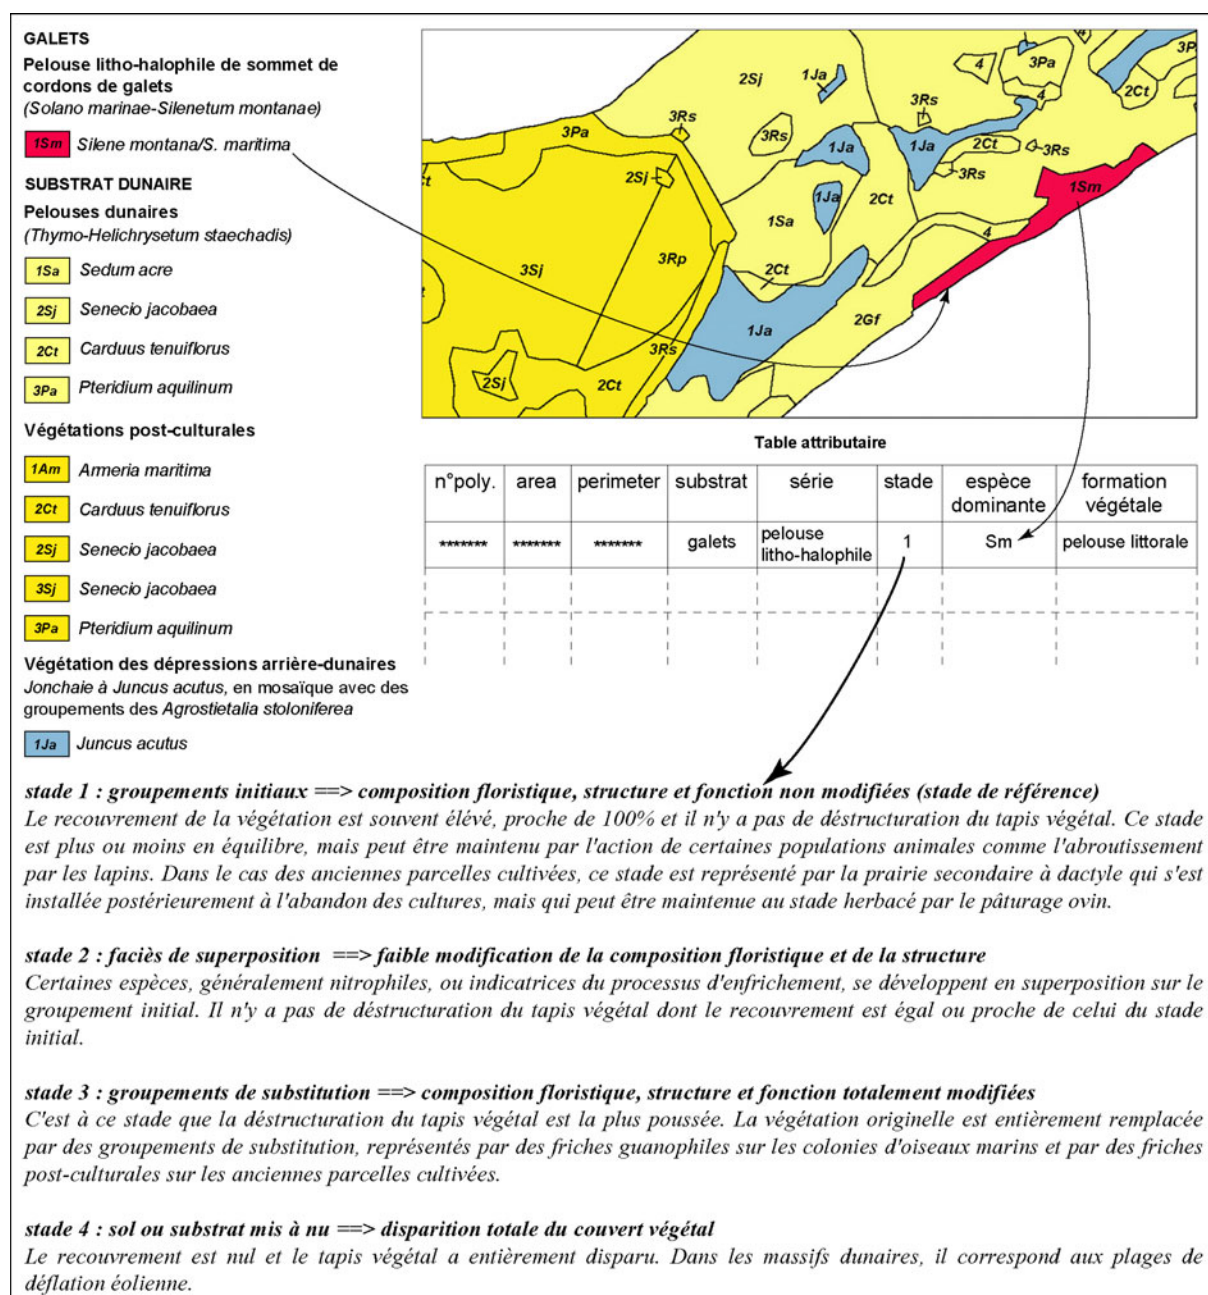 GALETS
Pelouse litho-halophile de sommet de
cordons de galets
(Solano marinae-Silenetum montanae)
1Sm Silene montana/S. maritima
SUBSTRAT DUNAIRE
Pelouses dunaires
(Thymo-Helichrysetum staechadis)
1Sa Sedum acre
2Sj Senecio jacobaea
2Ct Carduus tenuiflorus
3Pa Pteridium aquilinum
Végétations post-culturales
1Am Armeria maritima
2Ct Carduus tenuiflorus
2Sj Senecio jacobaea
3Sj Senecio jacobaea
3Pa Pteridium aquilinum
Végétation des dépressions arrière-dunaires
Jonchaie à Juncus acutus, en mosaïque avec des
groupements des Agrostietalia stoloniferea
1Ja Juncus acutus
4
3Pa
4
3Pa
2Sj
1Ja
2Ct
4
3Pa
3Rs
3Rs
3Rs
1Ja
1Ja
2Ct
3Rs
Ct
2Sj
3Rs
1Sm
1Ja
2Ct
1Sa
4
3Sj
3Rp
2Ct
2Gf
1Ja
3Rs
2Sj
2Ct
Table attributaire
n°poly. area perimeter substrat série stade espèce dominante formation végétale
******* ******* ******* galets pelouse litho-halophile 1 Sm pelouse littorale
stade 1 : groupements initiaux ==> composition floristique, structure et fonction non modifiées (stade de référence)
Le recouvrement de la végétation est souvent élévé, proche de 100% et il n'y a pas de déstructuration du tapis végétal. Ce stade
est plus ou moins en équilibre, mais peut être maintenu par l'action de certaines populations animales comme l'abroutissement
par les lapins. Dans le cas des anciennes parcelles cultivées, ce stade est représenté par la prairie secondaire à dactyle qui s'est
installée postérieurement à l'abandon des cultures, mais qui peut être maintenue au stade herbacé par le pâturage ovin.
stade 2 : faciès de superposition ==> faible modification de la composition floristique et de la structure
Certaines espèces, généralement nitrophiles, ou indicatrices du processus d'enfrichement, se développent en superposition sur le
groupement initial. Il n'y a pas de déstructuration du tapis végétal dont le recouvrement est égal ou proche de celui du stade
initial.
stade 3 : groupements de substitution ==> composition floristique, structure et fonction totalement modifiées
C'est à ce stade que la déstructuration du tapis végétal est la plus poussée. La végétation originelle est entièrement remplacée
par des groupements de substitution, représentés par des friches guanophiles sur les colonies d'oiseaux marins et par des friches
post-culturales sur les anciennes parcelles cultivées.
stade 4 : sol ou substrat mis à nu ==> disparition totale du couvert végétal
Le recouvrement est nul et le tapis végétal a entièrement disparu. Dans les massifs dunaires, il correspond aux plages de
déflation éolienne.